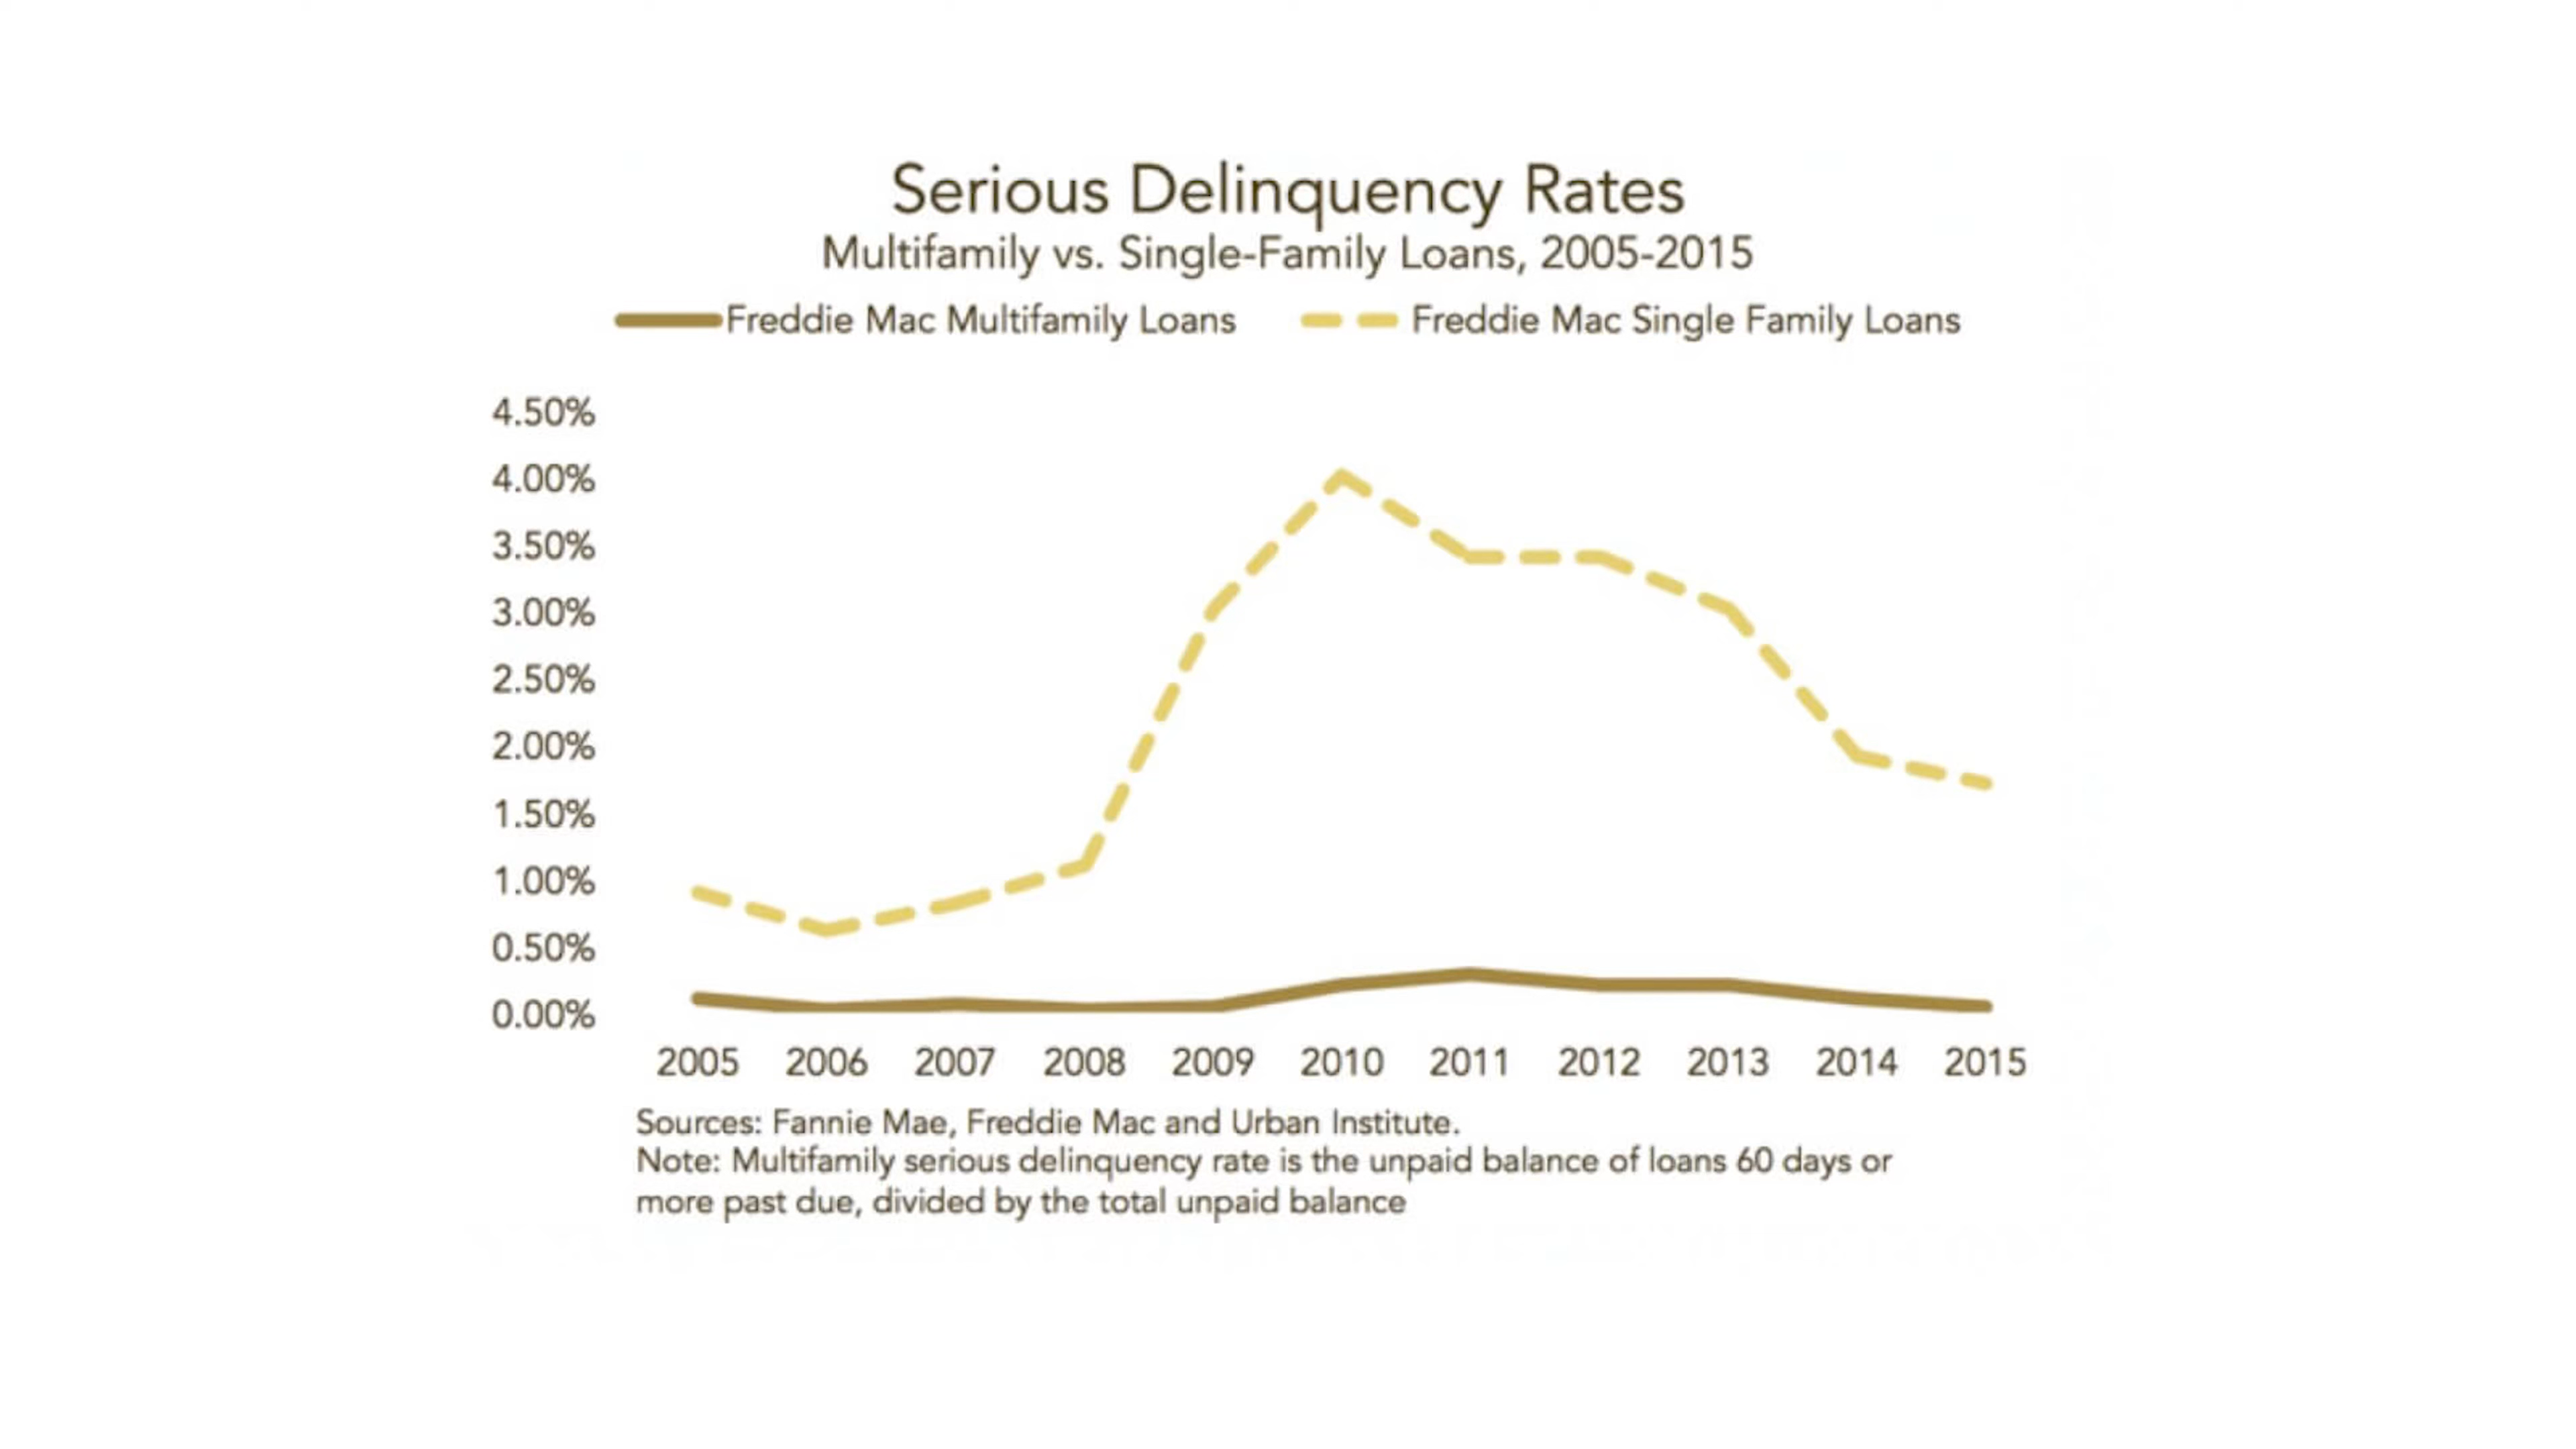 Serious Delinquency Rates
Multifamily vs. Single-Family Loans, 2005-2015
Freddie Mac Multifamily Loans Freddie Mac Single Family Loans
4.50%
4.00%
3.50%
3.00%
2.50%
2.00%
1.50%
1.00%
0.50%
0.00%
2005 2006 2007 2008 2009 2010 2011 2012 2013 2014 2015
Sources: Fannie Mae, Freddie Mac and Urban Institute.
Note: Multifamily serious delinquency rate is the unpaid balance of loans 60 days or
more past due, divided by the total unpaid balance